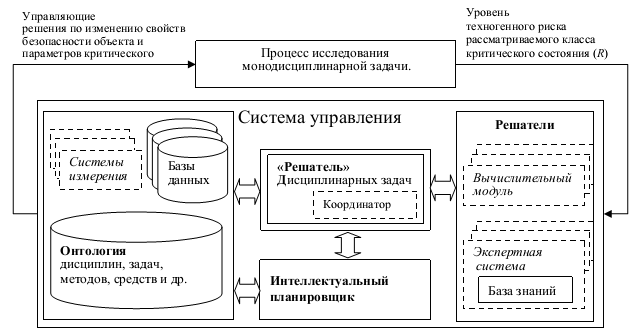 Управляющие
решения по изменению свойств
безопасности объекта и
параметров критического
Уровень
техногенного риска
рассматриваемого класса
критического состояния (R)
Процесс исследования
монодисциплинарной задачи.
Система управления
Системы
измерения
Базы
данных
Онтология
дисциплин, задач,
методов, средств и др.
«Решатель»
Дисциплинарных задач
Координатор
Интеллектуальный
планировщик
Решатели
Вычислительный
модуль
Экспертная
система
База знаний